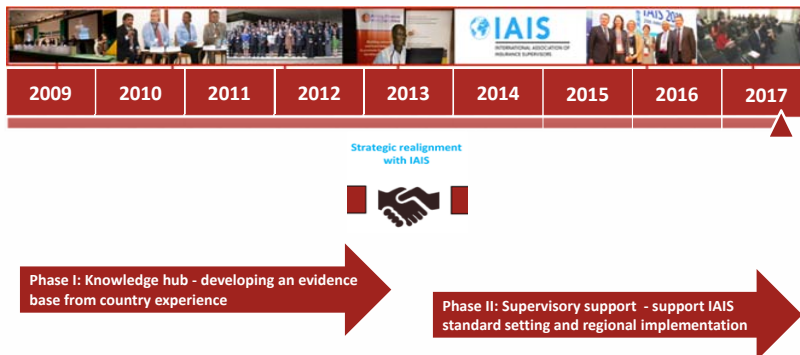 IAIS
INTERNATIONAL ASSOCIATION OF
INSURANCE SUPERVISORS
2009 2010 2011 2012 2013 2014 2015 2016 2017
Strategic realignment
with IAIS
Phase I: Knowledge hub - developing an evidence
base from country experience
Phase II: Supervisory support - support IAIS
standard setting and regional implementation